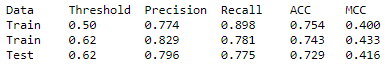 Data Threshold Precision Recall ACC MCC
Train 0.50 0.774 0.898 0.754 0.400
Train 0.62 0.829 0.781 0.743 0.433
Test 0.62 0.796 0.775 0.729 0.416